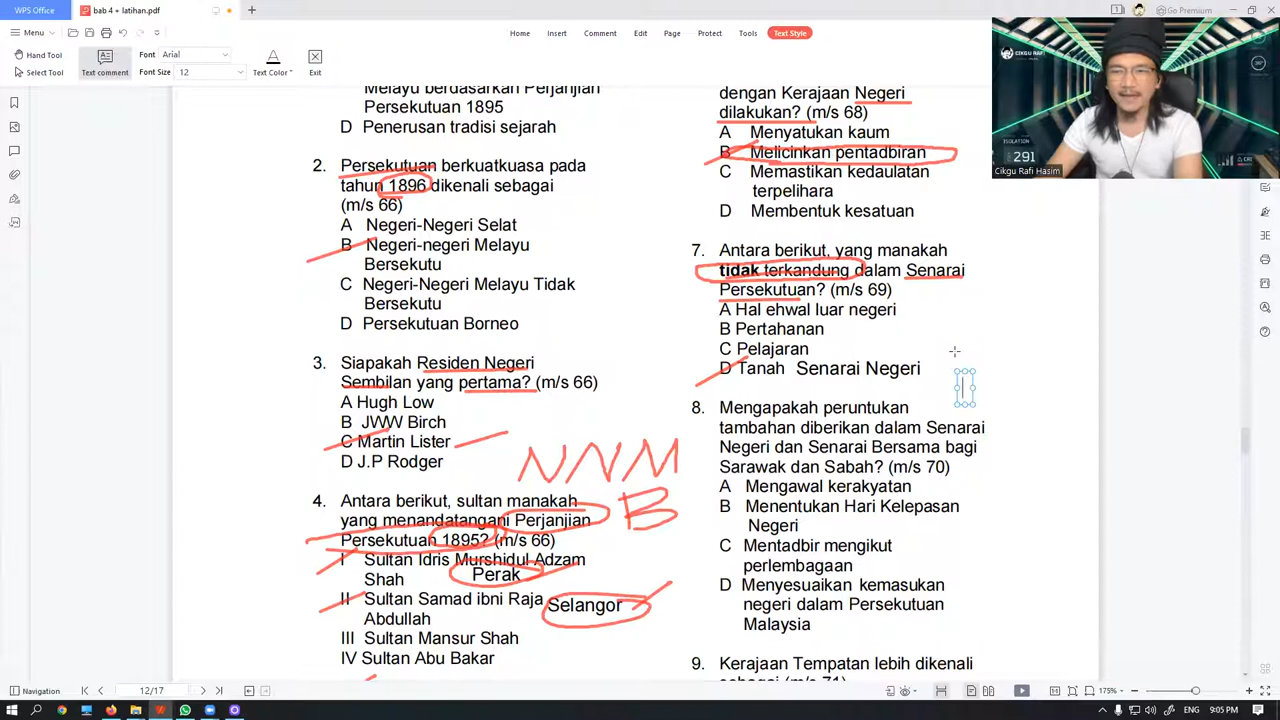 WPS Office
bab 4 + latihan.pdf
Menu
Home
Insert
Comment
Edit
Page
Protect
Tools
Text Style
Hand Tool
Select Tool
Text comment
Font
Arial
Font Size
12
Text Color
Exit
Melayu berdasarkan Perjanjian
Persekutuan 1895
D Penerusan tradisi sejarah
2. Persekutuan berkuatkuasa pada
tahun 1896 dikenali sebagai
(m/s 66)
A Negeri-Negeri Selat
B Negeri-negeri Melayu
Bersekutu
C Negeri-Negeri Melayu Tidak
Bersekutu
D Persekutuan Borneo
3. Siapakah Residen Negeri
Sembilan yang pertama? (m/s 66)
A Hugh Low
B JWW Birch
C Martin Lister
D J.P Rodger
NNM
B
4. Antara berikut, sultan manakah
yang menandatangani Perjanjian
Persekutuan 1895? (m/s 66)
I Sultan Idris Murshidul Adzam
Shah
Perak
II Sultan Samad ibni Raja
Abdullah
Selangor
III Sultan Mansur Shah
IV Sultan Abu Bakar
dengan Kerajaan Negeri
dilakukan? (m/s 68)
A Menyatukan kaum
B Melicinkan pentadbiran
C Memastikan kedaulatan
terpelihara
D Membentuk kesatuan
7. Antara berikut, yang manakah
tidak terkandung dalam Senarai
Persekutuan? (m/s 69)
A Hal ehwal luar negeri
B Pertahanan
C Pelajaran
D Tanah Senarai Negeri
8. Mengapakah peruntukan
tambahan diberikan dalam Senarai
Negeri dan Senarai Bersama bagi
Sarawak dan Sabah? (m/s 70)
A Mengawal kerakyatan
B Menentukan Hari Kelepasan
Negeri
C Mentadbir mengikut
perlembagaan
D Menyesuaikan kemasukan
negeri dalam Persekutuan
Malaysia
9. Kerajaan Tempatan lebih dikenali
sebagai (m/s 71)
CIKGU RAFI
291
Cikgu Rafi Hasim
Navigation
12/17
175%
ENG
9:05 PM